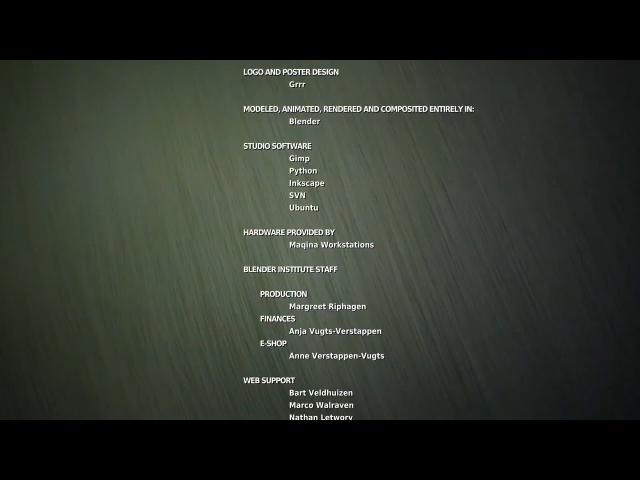 LOGO AND POSTER DESIGN
Grrr
MODELED, ANIMATED, RENDERED AND COMPOSITED ENTIRELY IN:
Blender
STUDIO SOFTWARE
Gimp
Python
Inkscape
SVN
Ubuntu
HARDWARE PROVIDED BY
Maqina Workstations
BLENDER INSTITUTE STAFF
PRODUCTION
Margreet Riphagen
FINANCES
Anja Vugts-Verstappen
E-SHOP
Anne Verstappen-Vugts
WEB SUPPORT
Bart Veldhuizen
Marco Walraven
Nathan Letwory